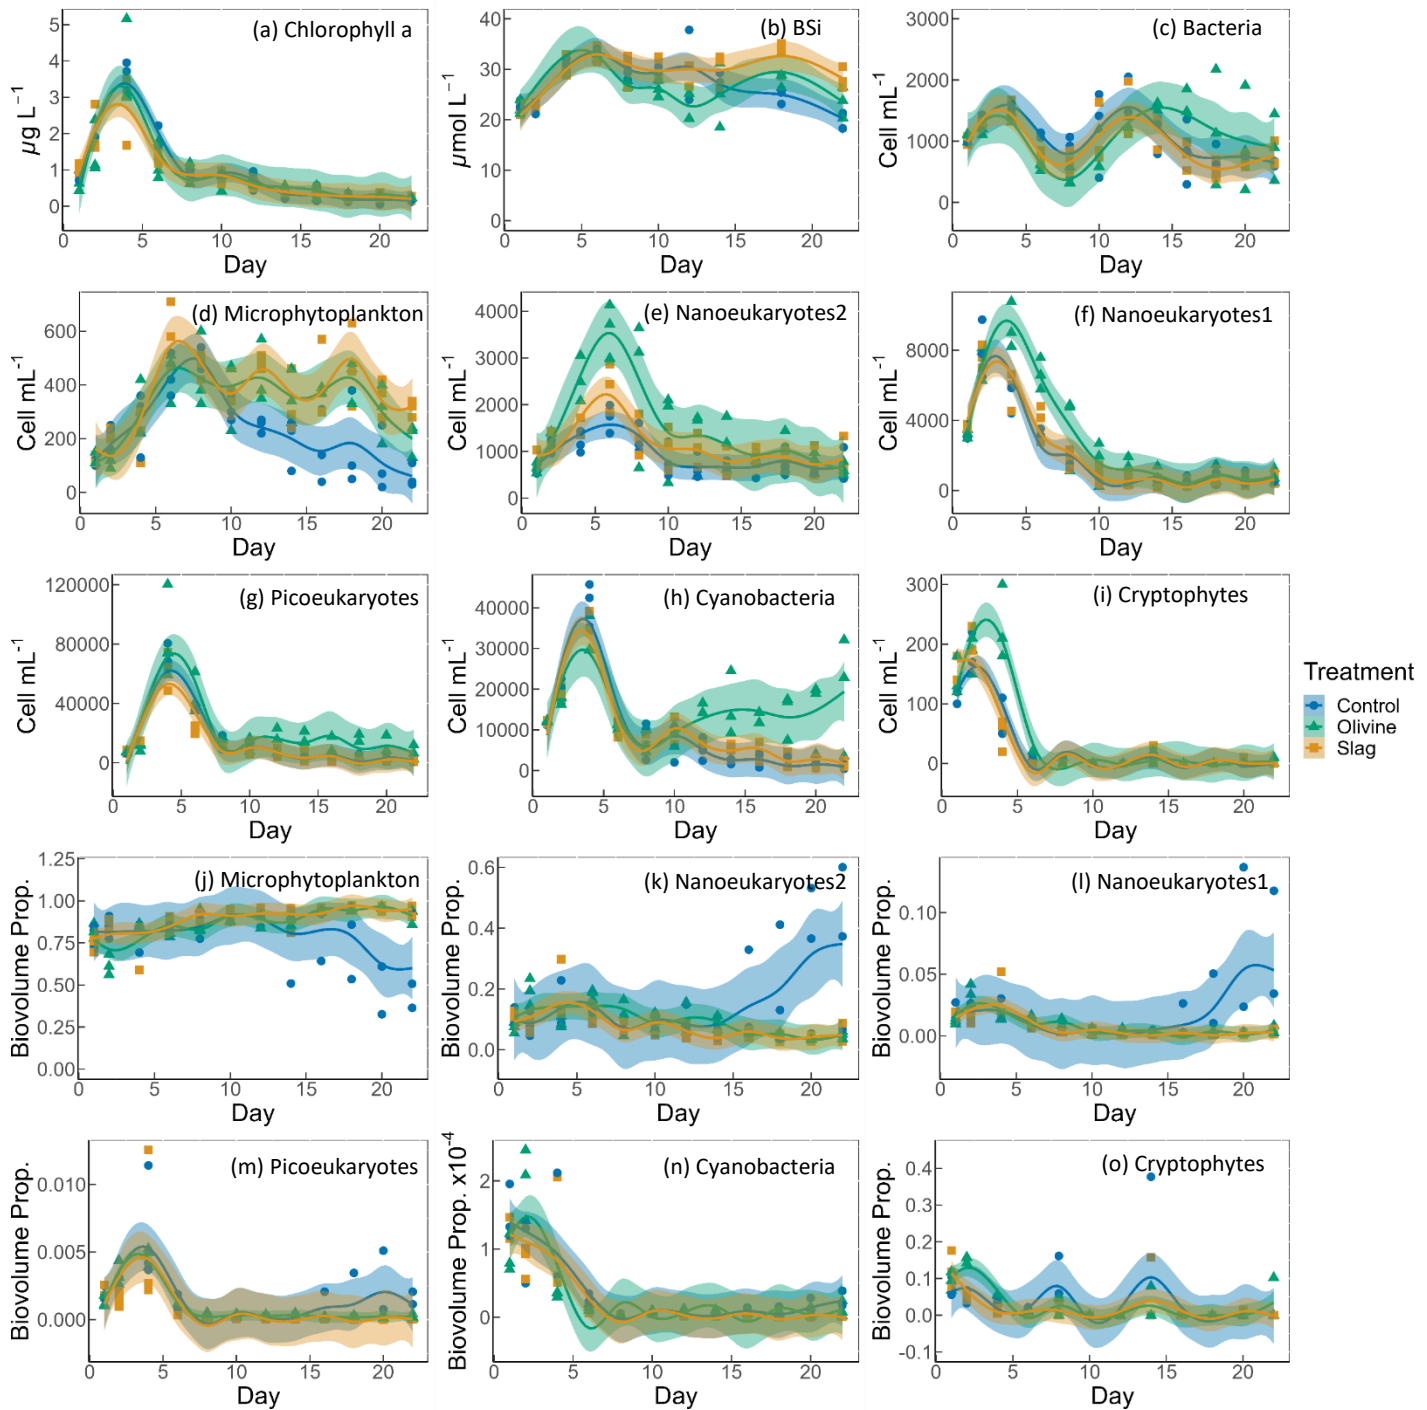 (a) Chlorophyll a
µg L⁻¹
5
4
3
2
1
0
0 5 10 15 20
Day
(b) BSi
µmol L⁻¹
40
30
20
10
0
0 5 10 15 20
Day
(c) Bacteria
Cell mL⁻¹
3000
2000
1000
0
0 5 10 15 20
Day
(d) Microphytoplankton
Cell mL⁻¹
600
400
200
0
0 5 10 15 20
Day
(e) Nanoeukaryotes2
Cell mL⁻¹
4000
3000
2000
1000
0
0 5 10 15 20
Day
(f) Nanoeukaryotes1
Cell mL⁻¹
8000
4000
0
0 5 10 15 20
Day
(g) Picoeukaryotes
Cell mL⁻¹
120000
80000
40000
0
0 5 10 15 20
Day
(h) Cyanobacteria
Cell mL⁻¹
40000
30000
20000
10000
0
0 5 10 15 20
Day
(i) Cryptophytes
Cell mL⁻¹
300
200
100
0
0 5 10 15 20
Day
Treatment
Control
Olivine
Slag
(j) Microphytoplankton
Biovolume Prop.
1.25
1.00
0.75
0.50
0.25
0.00
0 5 10 15 20
Day
(k) Nanoeukaryotes2
Biovolume Prop.
0.6
0.4
0.2
0.0
0 5 10 15 20
Day
(l) Nanoeukaryotes1
Biovolume Prop.
0.10
0.05
0.00
0 5 10 15 20
Day
(m) Picoeukaryotes
Biovolume Prop.
0.010
0.005
0.000
0 5 10 15 20
Day
(n) Cyanobacteria
Biovolume Prop. x10⁻⁴
2
1
0
0 5 10 15 20
Day
(o) Cryptophytes
Biovolume Prop.
0.4
0.3
0.2
0.1
0.0
-0.1
0 5 10 15 20
Day